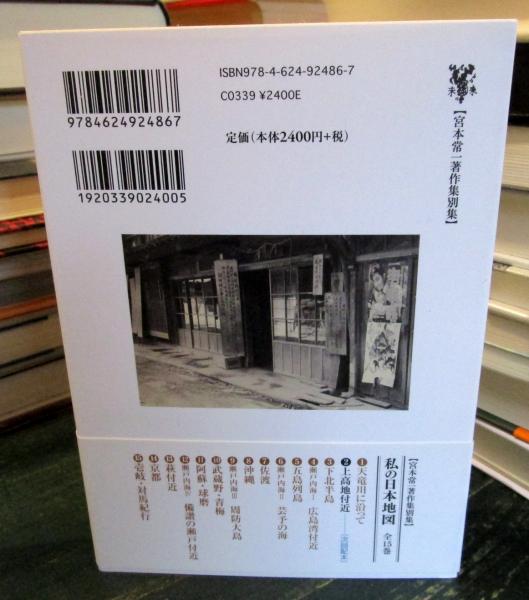 ISBN978-4-624-92486-7
C0339 ¥2400E
定価(本体2400円+税)
9784624924867
1920339024005
未来
【宮本常一著作集別集】
【宮本常一著作集別集】
私の日本地図 全15巻
1 天竜川に沿って
2 上高地付近——〈次回配本〉
3 下北半島
4 瀬戸内海Ⅰ 広島湾付近
5 五島列島
6 瀬戸内海Ⅱ 芸予の海
7 佐渡
8 沖縄
9 瀬戸内海Ⅲ 周防大島
10 武蔵野・青梅
11 阿蘇・球磨
12 瀬戸内海Ⅳ 備讃の瀬戸付近
13 萩付近
14 京都
15 壱岐・対馬紀行